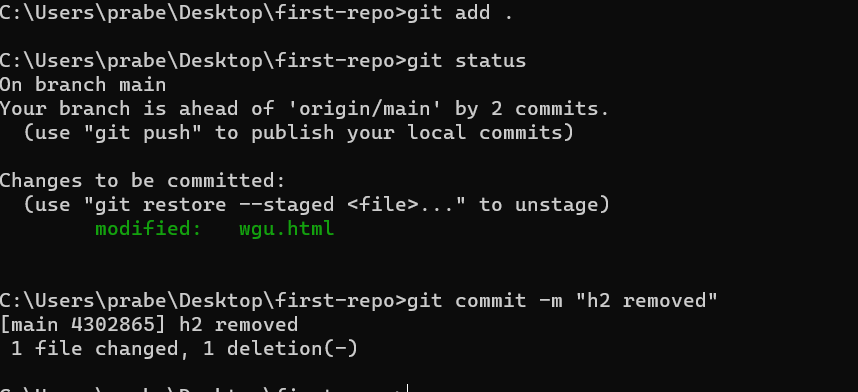 C:\Users\prabe\Desktop\first-repo>git add .
C:\Users\prabe\Desktop\first-repo>git status
On branch main
Your branch is ahead of 'origin/main' by 2 commits.
  (use "git push" to publish your local commits)
Changes to be committed:
  (use "git restore --staged <file>..." to unstage)
        modified:   wgu.html
C:\Users\prabe\Desktop\first-repo>git commit -m "h2 removed"
[main 4302865] h2 removed
 1 file changed, 1 deletion(-)